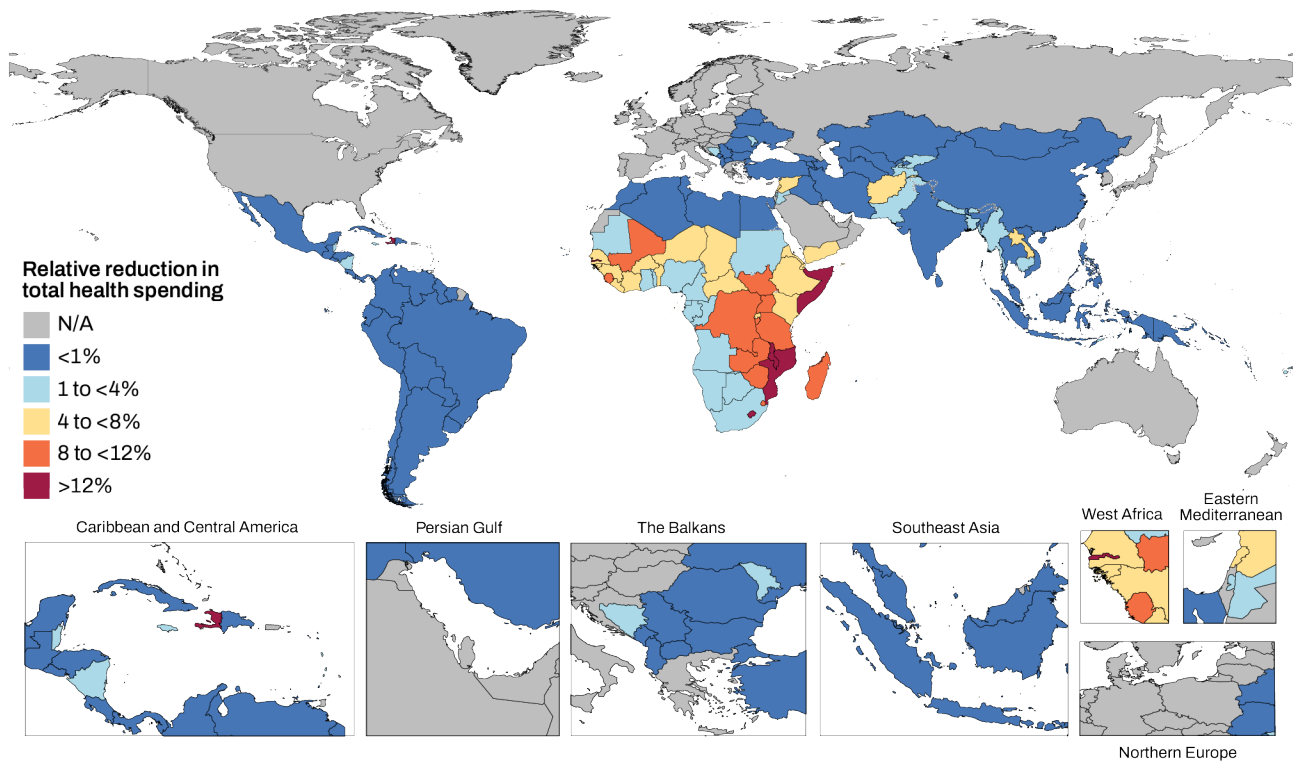 Relative reduction in
total health spending
N/A
<1%
1 to <4%
4 to <8%
8 to <12%
>12%
Caribbean and Central America
Persian Gulf
The Balkans
Southeast Asia
West Africa
Eastern
Mediterranean
Northern Europe